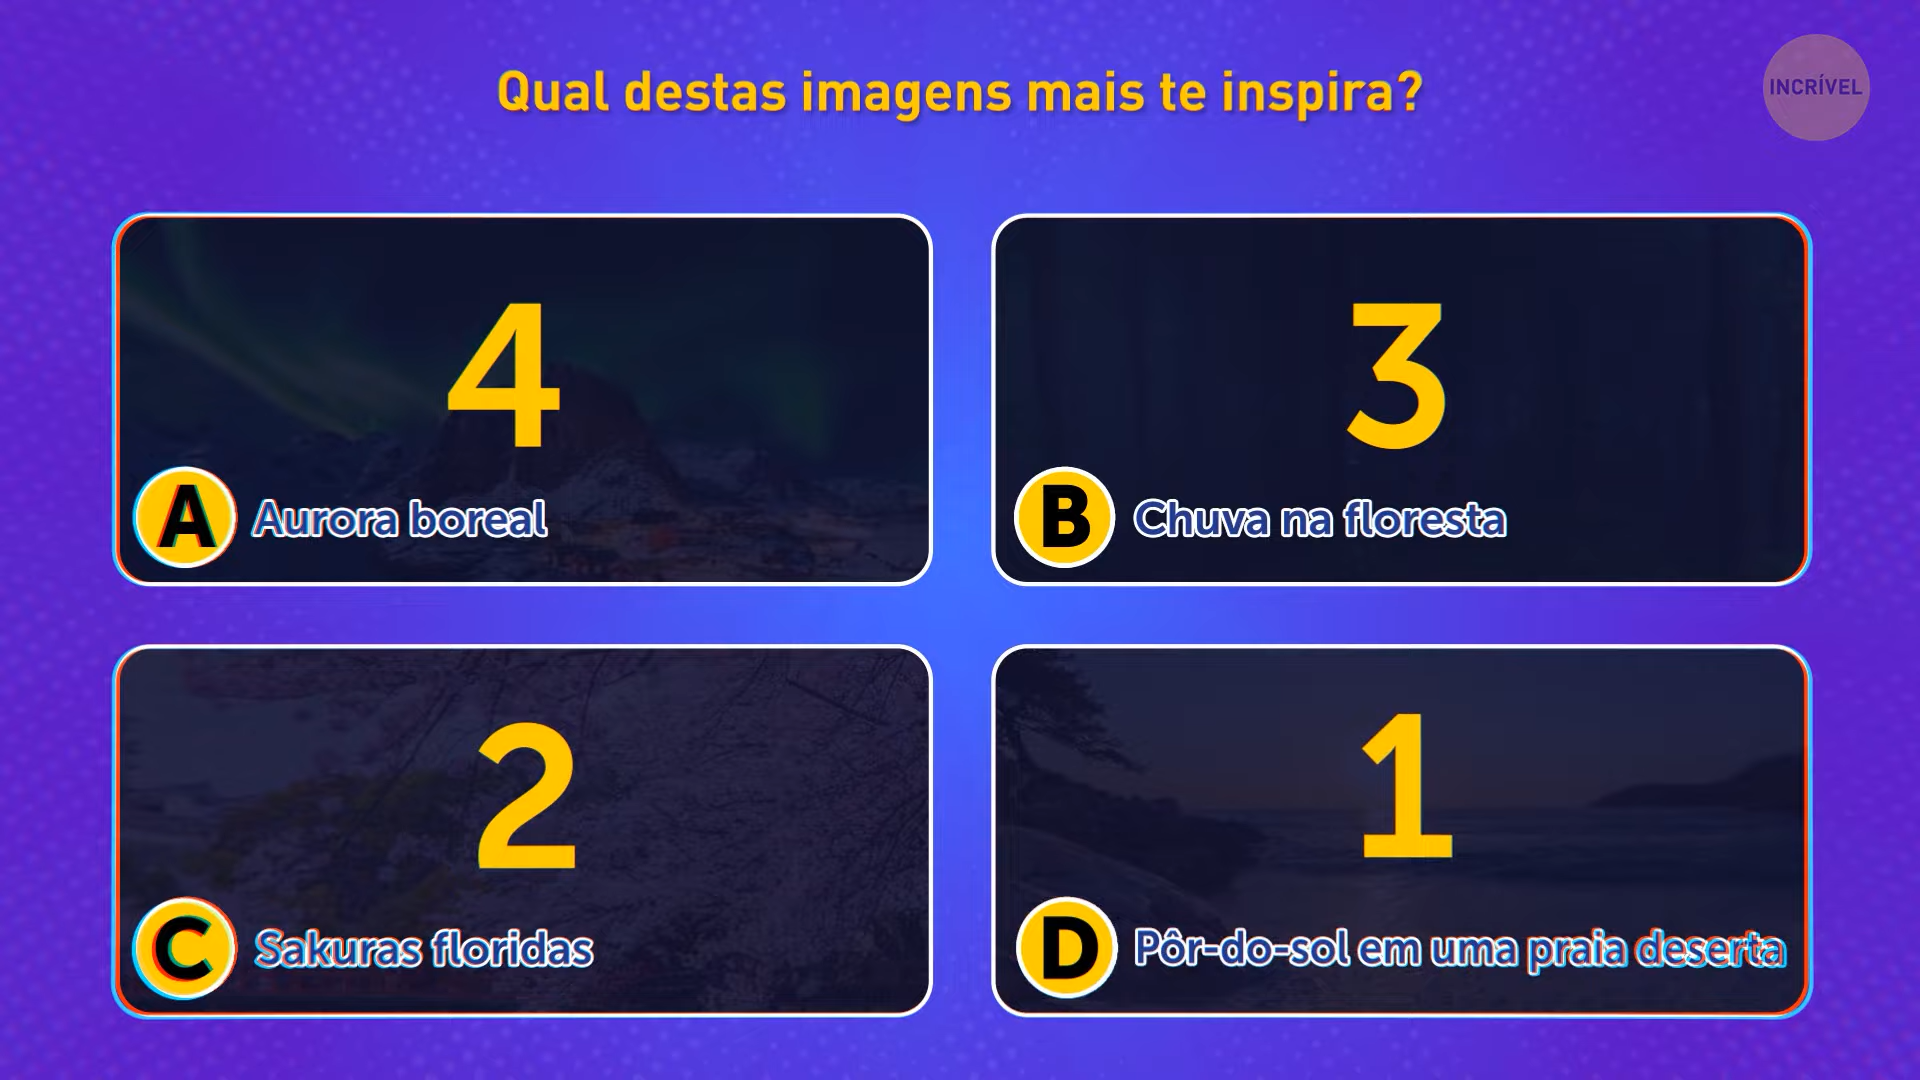 Qual destas imagens mais te inspira?
INCRÍVEL
4
A Aurora boreal
3
B Chuva na floresta
2
C Sakuras floridas
1
D Pôr-do-sol em uma praia deserta